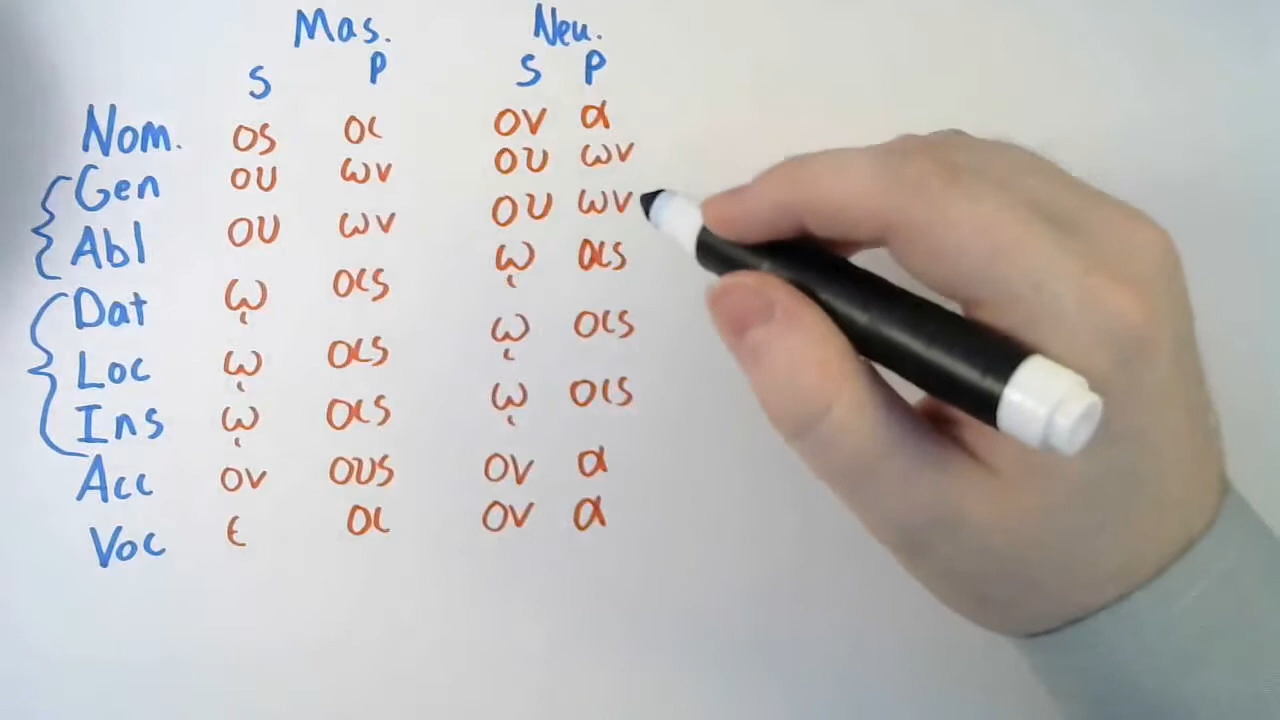 Mas. Neu.
S P S P
Nom. ος οι ον α
Gen ου ων ου ων
Abl ου ων ου ων
Dat ῳ οις ῳ οις
Loc ῳ οις ῳ οις
Ins ῳ οις ῳ οις
Acc ον ους ον α
Voc ε οι ον α